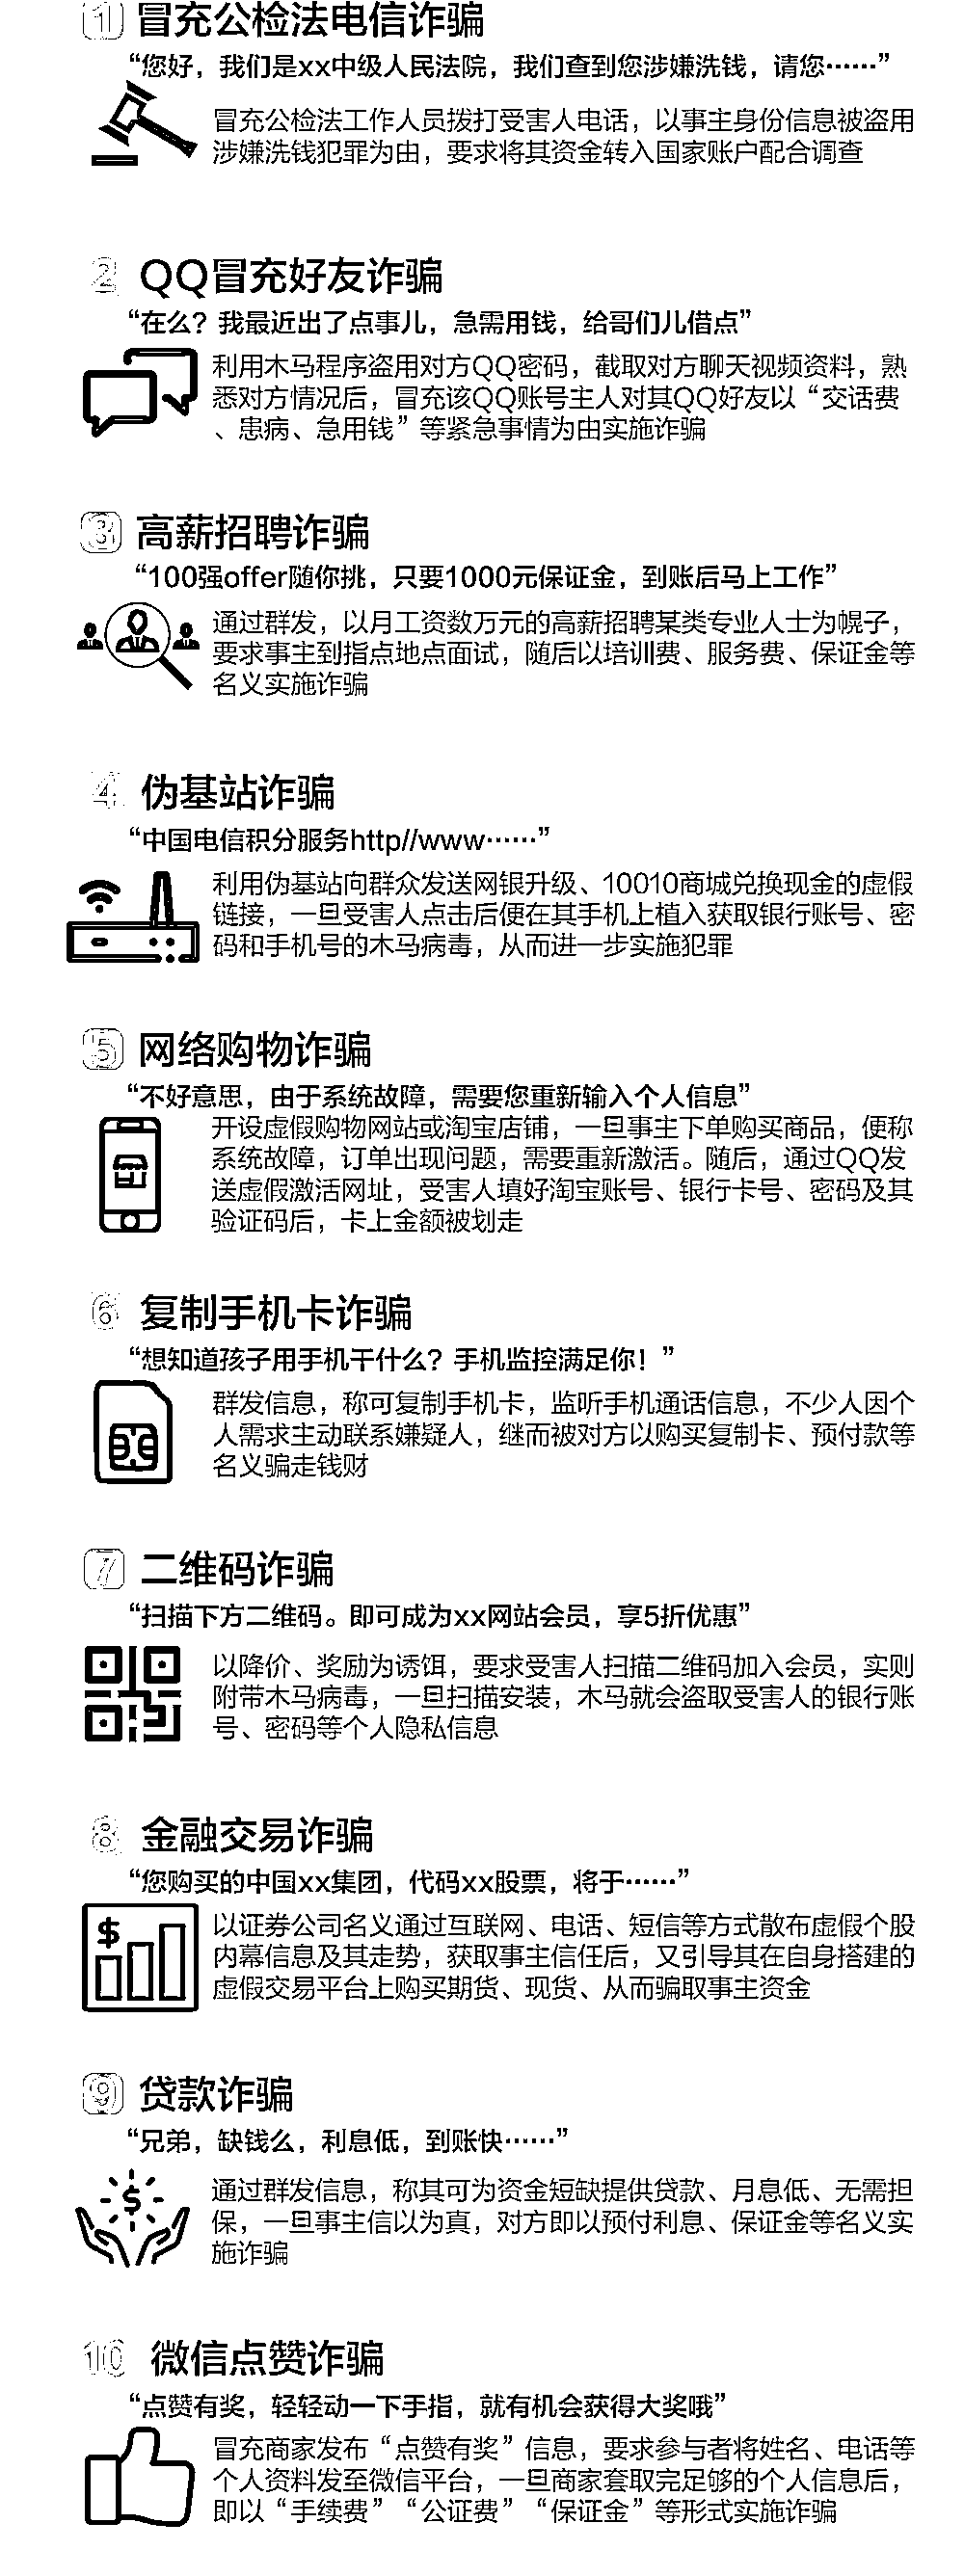 1 冒充公检法电信诈骗
“您好，我们是xx中级人民法院，我们查到您涉嫌洗钱，请您……”
冒充公检法工作人员拨打受害人电话，以事主身份信息被盗用
涉嫌洗钱犯罪为由，要求将其资金转入国家账户配合调查
2 QQ冒充好友诈骗
“在么？我最近出了点事儿，急需用钱，给哥们儿借点”
利用木马程序盗用对方QQ密码，截取对方聊天视频资料，熟
悉对方情况后，冒充该QQ账号主人对其QQ好友以“交话费
、患病、急用钱”等紧急事情为由实施诈骗
3 高薪招聘诈骗
“100强offer随你挑，只要1000元保证金，到账后马上工作”
通过群发，以月工资数万元的高薪招聘某类专业人士为幌子，
要求事主到指点地点面试，随后以培训费、服务费、保证金等
名义实施诈骗
4 伪基站诈骗
“中国电信积分服务http//www……”
利用伪基站向群众发送网银升级、10010商城兑换现金的虚假
链接，一旦受害人点击后便在其手机上植入获取银行账号、密
码和手机号的木马病毒，从而进一步实施犯罪
5 网络购物诈骗
“不好意思，由于系统故障，需要您重新输入个人信息”
开设虚假购物网站或淘宝店铺，一旦事主下单购买商品，便称
系统故障，订单出现问题，需要重新激活。随后，通过QQ发
送虚假激活网址，受害人填好淘宝账号、银行卡号、密码及其
验证码后，卡上金额被划走
6 复制手机卡诈骗
“想知道孩子用手机干什么？手机监控满足你！”
群发信息，称可复制手机卡，监听手机通话信息，不少人因个
人需求主动联系嫌疑人，继而被对方以购买复制卡、预付款等
名义骗走钱财
7 二维码诈骗
“扫描下方二维码。即可成为xx网站会员，享5折优惠”
以降价、奖励为诱饵，要求受害人扫描二维码加入会员，实则
附带木马病毒，一旦扫描安装，木马就会盗取受害人的银行账
号、密码等个人隐私信息
8 金融交易诈骗
“您购买的中国xx集团，代码xx股票，将于……”
以证券公司名义通过互联网、电话、短信等方式散布虚假个股
内幕信息及其走势，获取事主信任后，又引导其在自身搭建的
虚假交易平台上购买期货、现货、从而骗取事主资金
9 贷款诈骗
“兄弟，缺钱么，利息低，到账快……”
通过群发信息，称其可为资金短缺提供贷款、月息低、无需担
保，一旦事主信以为真，对方即以预付利息、保证金等名义实
施诈骗
10 微信点赞诈骗
“点赞有奖，轻轻动一下手指，就有机会获得大奖哦”
冒充商家发布“点赞有奖”信息，要求参与者将姓名、电话等
个人资料发至微信平台，一旦商家套取完足够的个人信息后，
即以“手续费”“公证费”“保证金”等形式实施诈骗